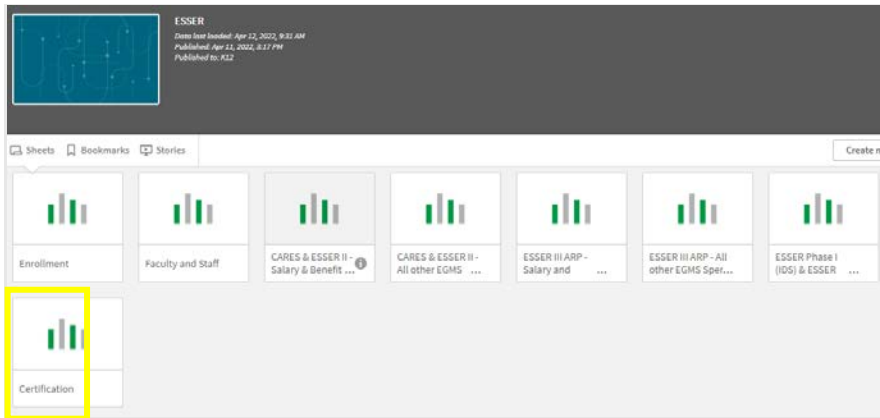 ESSER
Data last loaded: Apr 12, 2022, 9:31 AM
Published: Apr 11, 2022, 3:17 PM
Published to: K12
Sheets Bookmarks Stories
Create n
Enrollment
Faculty and Staff
CARES & ESSER II -
Salary & Benefit ...
CARES & ESSER II -
All other EGMS ...
ESSER III ARP -
Salary and ...
ESSER III ARP - All
other EGMS Sper...
ESSER Phase I
(IDS) & ESSER ...
Certification